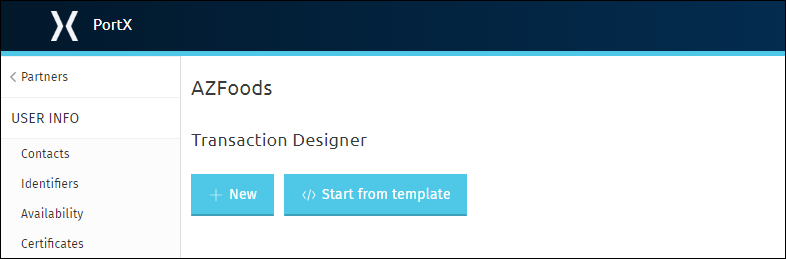 PortX
Partners
USER INFO
Contacts
Identifiers
Availability
Certificates
AZFoods
Transaction Designer
New
Start from template